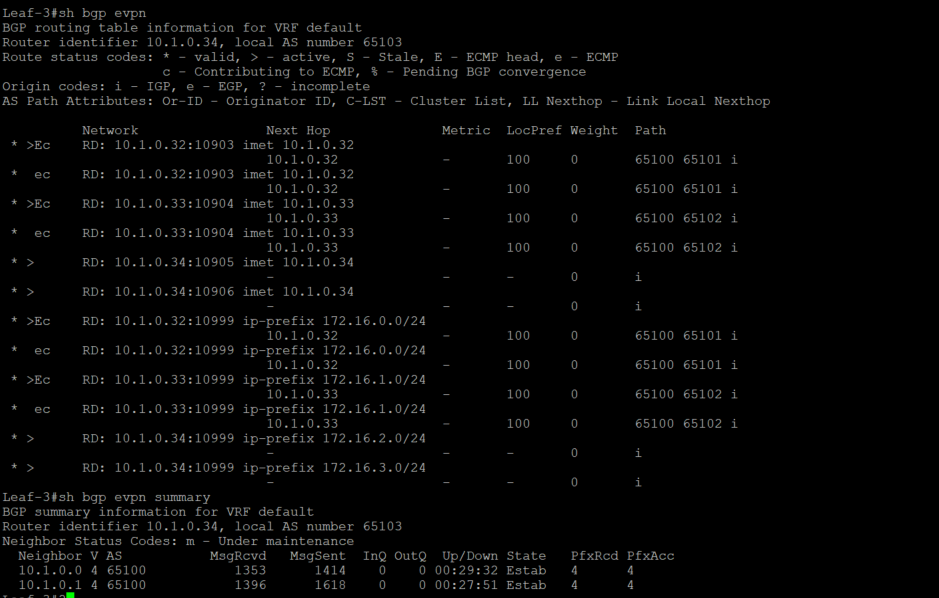 Leaf-3#sh bgp evpn
BGP routing table information for VRF default
Router identifier 10.1.0.34, local AS number 65103
Route status codes: * - valid, > - active, S - Stale, E - ECMP head, e - ECMP
                    c - Contributing to ECMP, % - Pending BGP convergence
Origin codes: i - IGP, e - EGP, ? - incomplete
AS Path Attributes: Or-ID - Originator ID, C-LST - Cluster List, LL Nexthop - Link Local Nexthop

          Network                Next Hop              Metric  LocPref Weight  Path
 * >Ec    RD: 10.1.0.32:10903 imet 10.1.0.32
                                 10.1.0.32             -       100     0       65100 65101 i
 *  ec    RD: 10.1.0.32:10903 imet 10.1.0.32
                                 10.1.0.32             -       100     0       65100 65101 i
 * >Ec    RD: 10.1.0.33:10904 imet 10.1.0.33
                                 10.1.0.33             -       100     0       65100 65102 i
 *  ec    RD: 10.1.0.33:10904 imet 10.1.0.33
                                 10.1.0.33             -       100     0       65100 65102 i
 * >      RD: 10.1.0.34:10905 imet 10.1.0.34
                                 -                     -       -       0       i
 * >      RD: 10.1.0.34:10906 imet 10.1.0.34
                                 -                     -       -       0       i
 * >Ec    RD: 10.1.0.32:10999 ip-prefix 172.16.0.0/24
                                 10.1.0.32             -       100     0       65100 65101 i
 *  ec    RD: 10.1.0.32:10999 ip-prefix 172.16.0.0/24
                                 10.1.0.32             -       100     0       65100 65101 i
 * >Ec    RD: 10.1.0.33:10999 ip-prefix 172.16.1.0/24
                                 10.1.0.33             -       100     0       65100 65102 i
 *  ec    RD: 10.1.0.33:10999 ip-prefix 172.16.1.0/24
                                 10.1.0.33             -       100     0       65100 65102 i
 * >      RD: 10.1.0.34:10999 ip-prefix 172.16.2.0/24
                                 -                     -       -       0       i
 * >      RD: 10.1.0.34:10999 ip-prefix 172.16.3.0/24
                                 -                     -       -       0       i
Leaf-3#sh bgp evpn summary
BGP summary information for VRF default
Router identifier 10.1.0.34, local AS number 65103
Neighbor Status Codes: m - Under maintenance
  Neighbor V AS           MsgRcvd   MsgSent  InQ OutQ  Up/Down State   PfxRcd PfxAcc
  10.1.0.0 4 65100           1353      1414    0    0 00:29:32 Estab   4      4
  10.1.0.1 4 65100           1396      1618    0    0 00:27:51 Estab   4      4